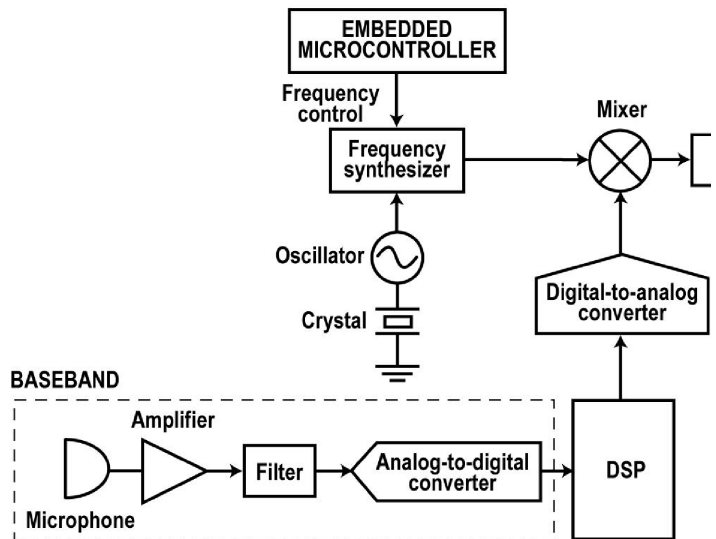 EMBEDDED
MICROCONTROLLER
Frequency
control
Mixer
Frequency
synthesizer
Oscillator
Crystal
Digital-to-analog
converter
BASEBAND
Amplifier
Filter
Analog-to-digital
converter
DSP
Microphone